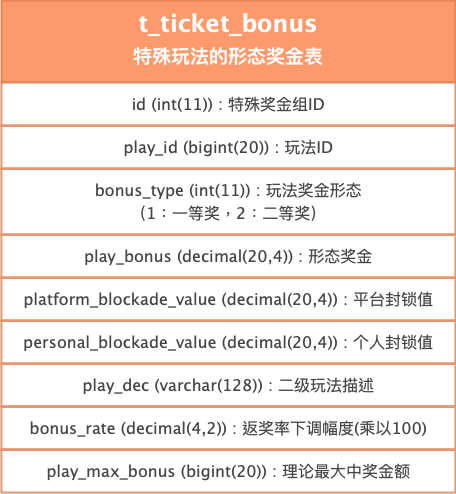 t_ticket_bonus
特殊玩法的形态奖金表
id (int(11))：特殊奖金组ID
play_id (bigint(20))：玩法ID
bonus_type (int(11))：玩法奖金形态
（1：一等奖，2：二等奖）
play_bonus (decimal(20,4))：形态奖金
platform_blockade_value (decimal(20,4))：平台封锁值
personal_blockade_value (decimal(20,4))：个人封锁值
play_dec (varchar(128))：二级玩法描述
bonus_rate (decimal(4,2))：返奖率下调幅度(乘以100)
play_max_bonus (bigint(20))：理论最大中奖金额